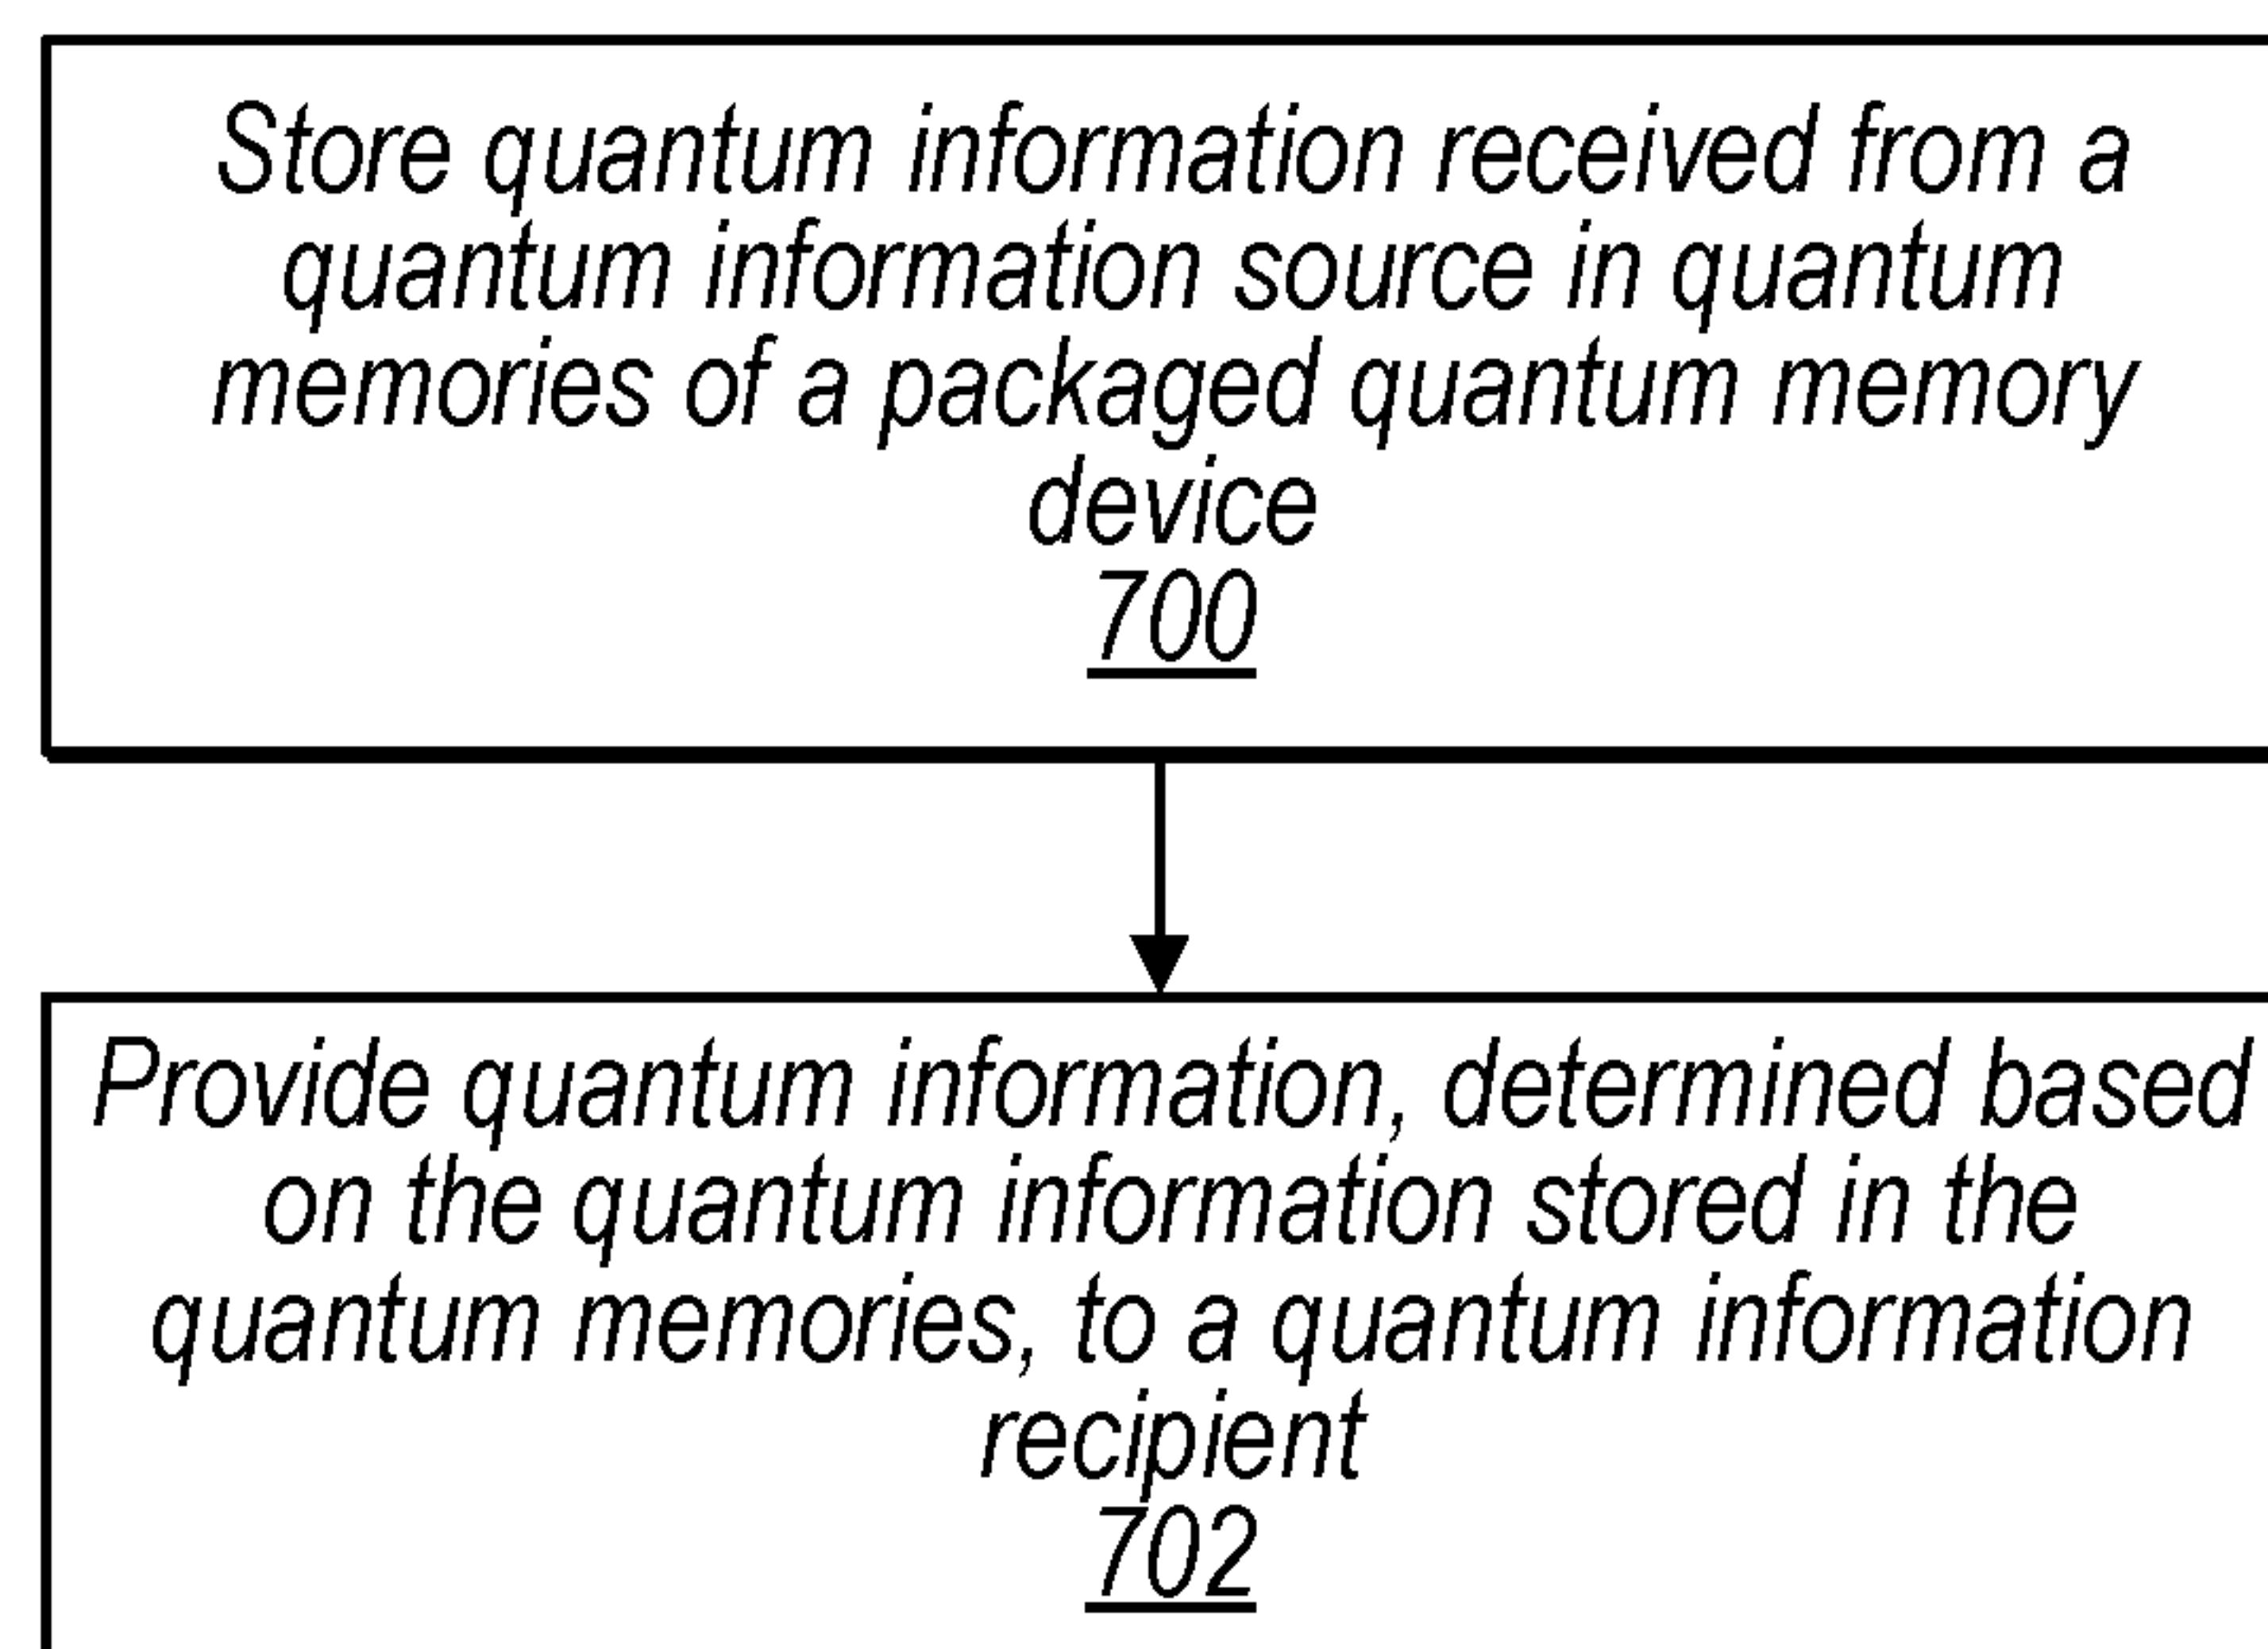 Store quantum information received from a
quantum information source in quantum
memories of a packaged quantum memory
device
700
Provide quantum information, determined based
on the quantum information stored in the
quantum memories, to a quantum information
recipient
702